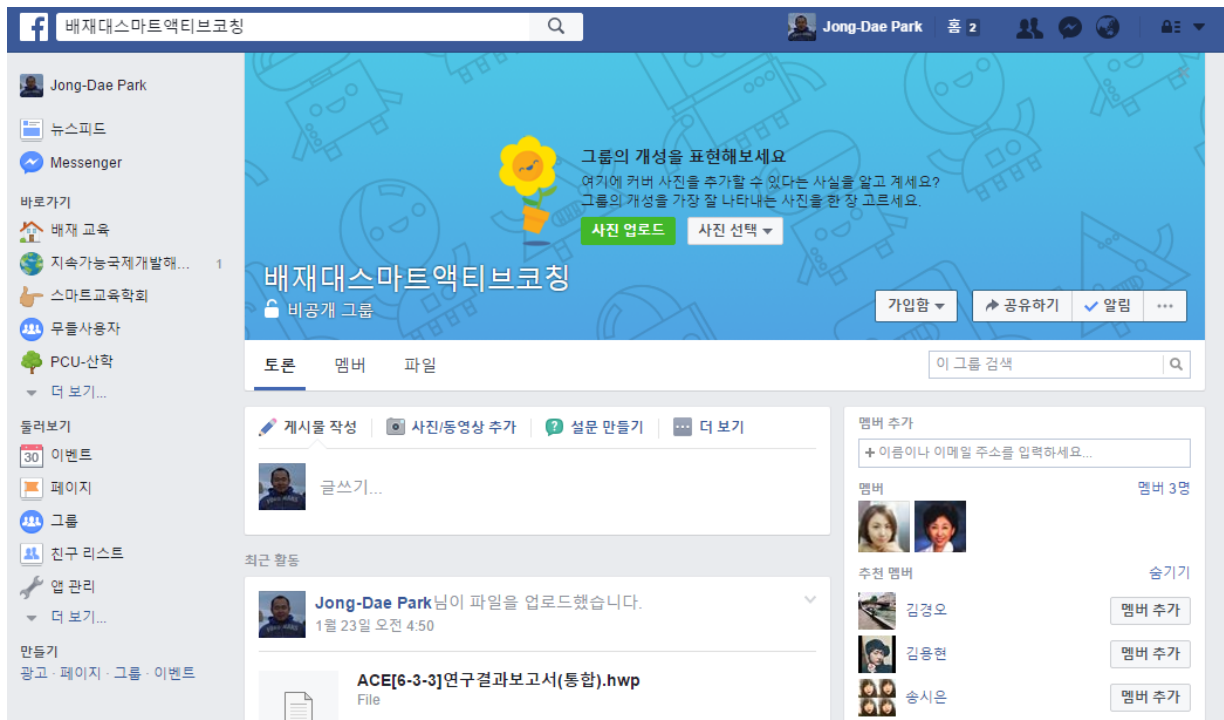 배재대스마트액티브코칭
Jong-Dae Park 홈 2
Jong-Dae Park
뉴스피드
Messenger
바로가기
배재 교육
지속가능국제개발해... 1
스마트교육학회
무들사용자
PCU-산학
더 보기...
둘러보기
30 이벤트
페이지
그룹
친구 리스트
앱 관리
더 보기...
만들기
광고 · 페이지 · 그룹 · 이벤트
그룹의 개성을 표현해보세요
여기에 커버 사진을 추가할 수 있다는 사실을 알고 계세요?
그룹의 개성을 가장 잘 나타내는 사진을 한 장 고르세요.
사진 업로드 사진 선택
배재대스마트액티브코칭
비공개 그룹
가입함 공유하기 알림 ...
토론 멤버 파일 이 그룹 검색
게시물 작성 사진/동영상 추가 설문 만들기 더 보기
글쓰기...
최근 활동
Jong-Dae Park님이 파일을 업로드했습니다.
1월 23일 오전 4:50
ACE[6-3-3]연구결과보고서(통합).hwp
File
멤버 추가
+ 이름이나 이메일 주소를 입력하세요...
멤버 멤버 3명
추천 멤버 숨기기
김경오 멤버 추가
김용현 멤버 추가
송시은 멤버 추가